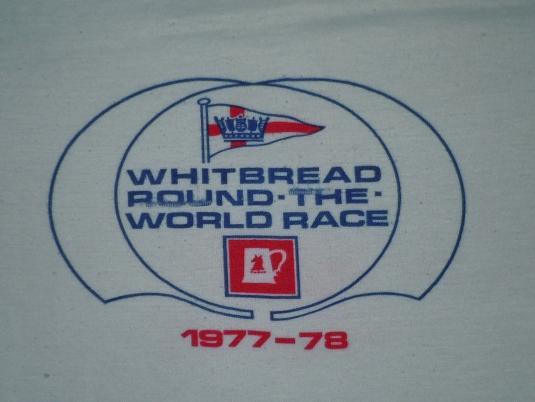 WHITBREAD
ROUND·THE·
WORLD RACE
1977-78